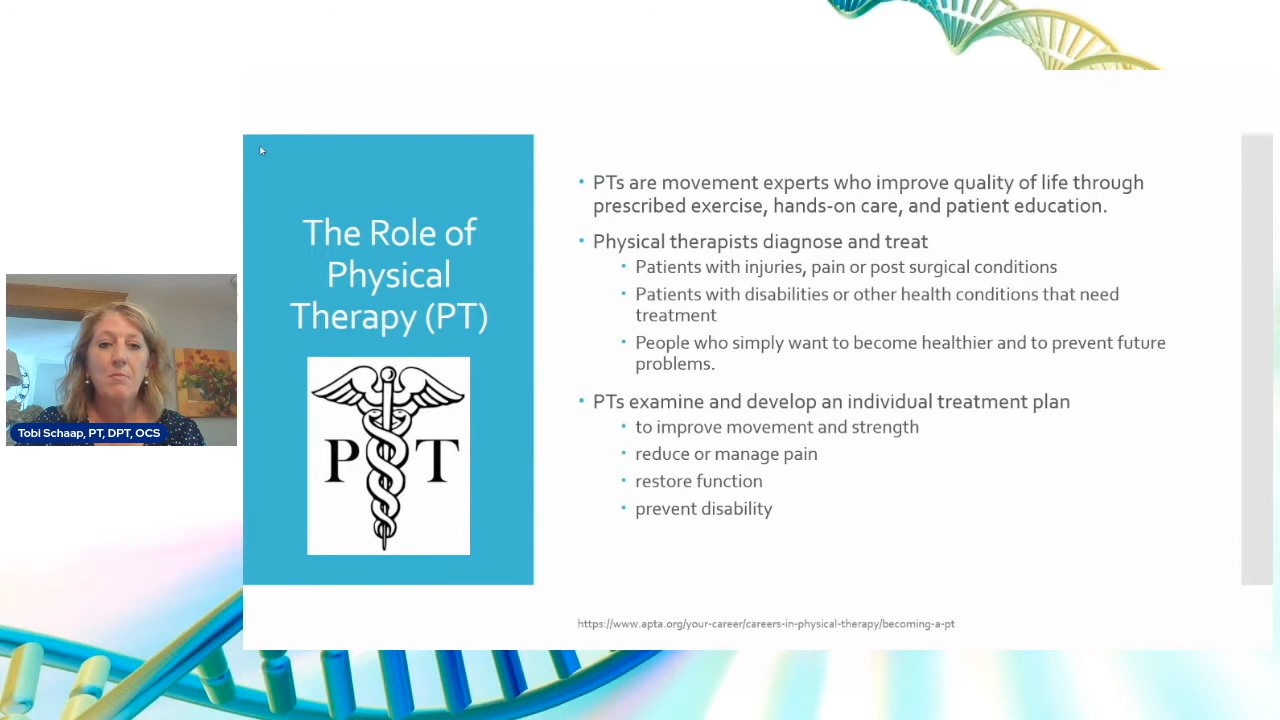 The Role of
Physical
Therapy (PT)
P T
Tobi Schaap, PT, DPT, OCS
• PTs are movement experts who improve quality of life through
prescribed exercise, hands-on care, and patient education.
• Physical therapists diagnose and treat
• Patients with injuries, pain or post surgical conditions
• Patients with disabilities or other health conditions that need
treatment
• People who simply want to become healthier and to prevent future
problems.
• PTs examine and develop an individual treatment plan
• to improve movement and strength
• reduce or manage pain
• restore function
• prevent disability
https://www.apta.org/your-career/careers-in-physical-therapy/becoming-a-pt